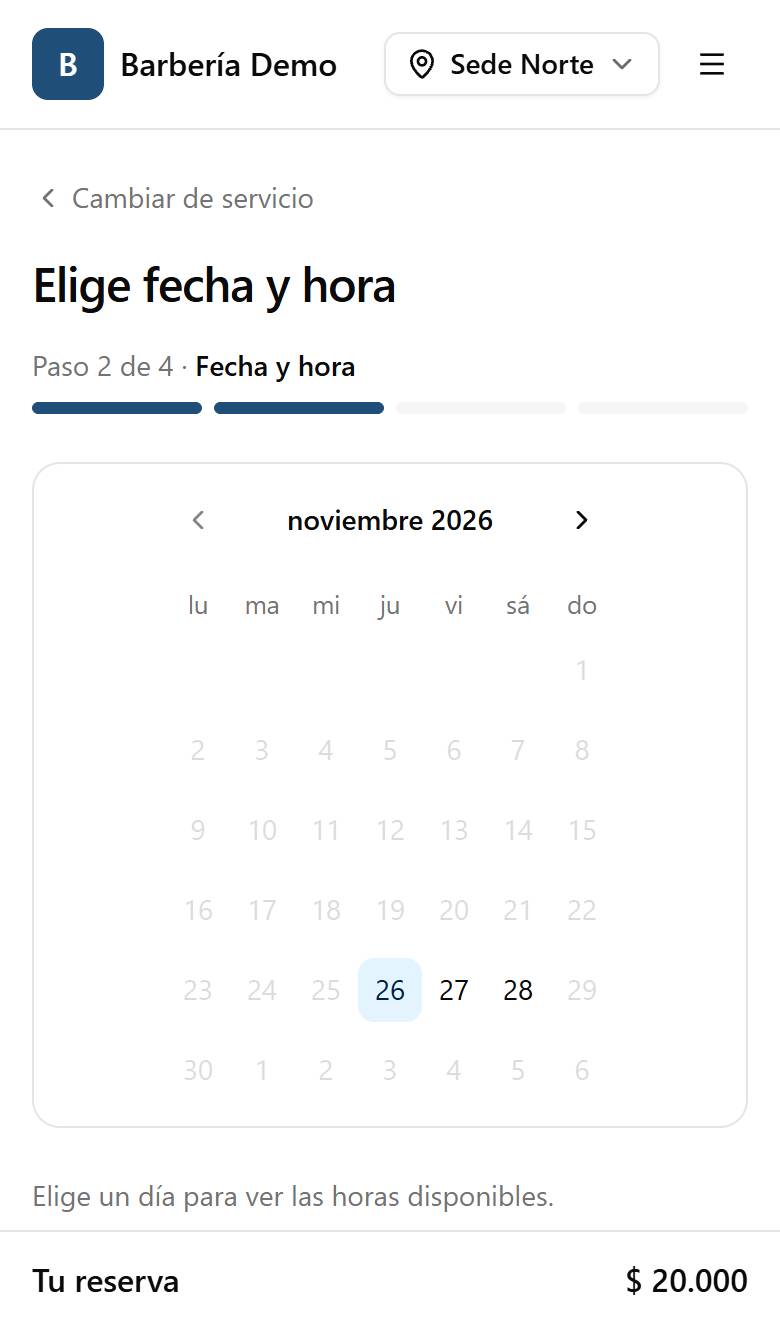 B Barbería Demo Sede Norte
Cambiar de servicio
Elige fecha y hora
Paso 2 de 4 · Fecha y hora
noviembre 2026
lu ma mi ju vi sá do
1
2 3 4 5 6 7 8
9 10 11 12 13 14 15
16 17 18 19 20 21 22
23 24 25 26 27 28 29
30 1 2 3 4 5 6
Elige un día para ver las horas disponibles.
Tu reserva $ 20.000